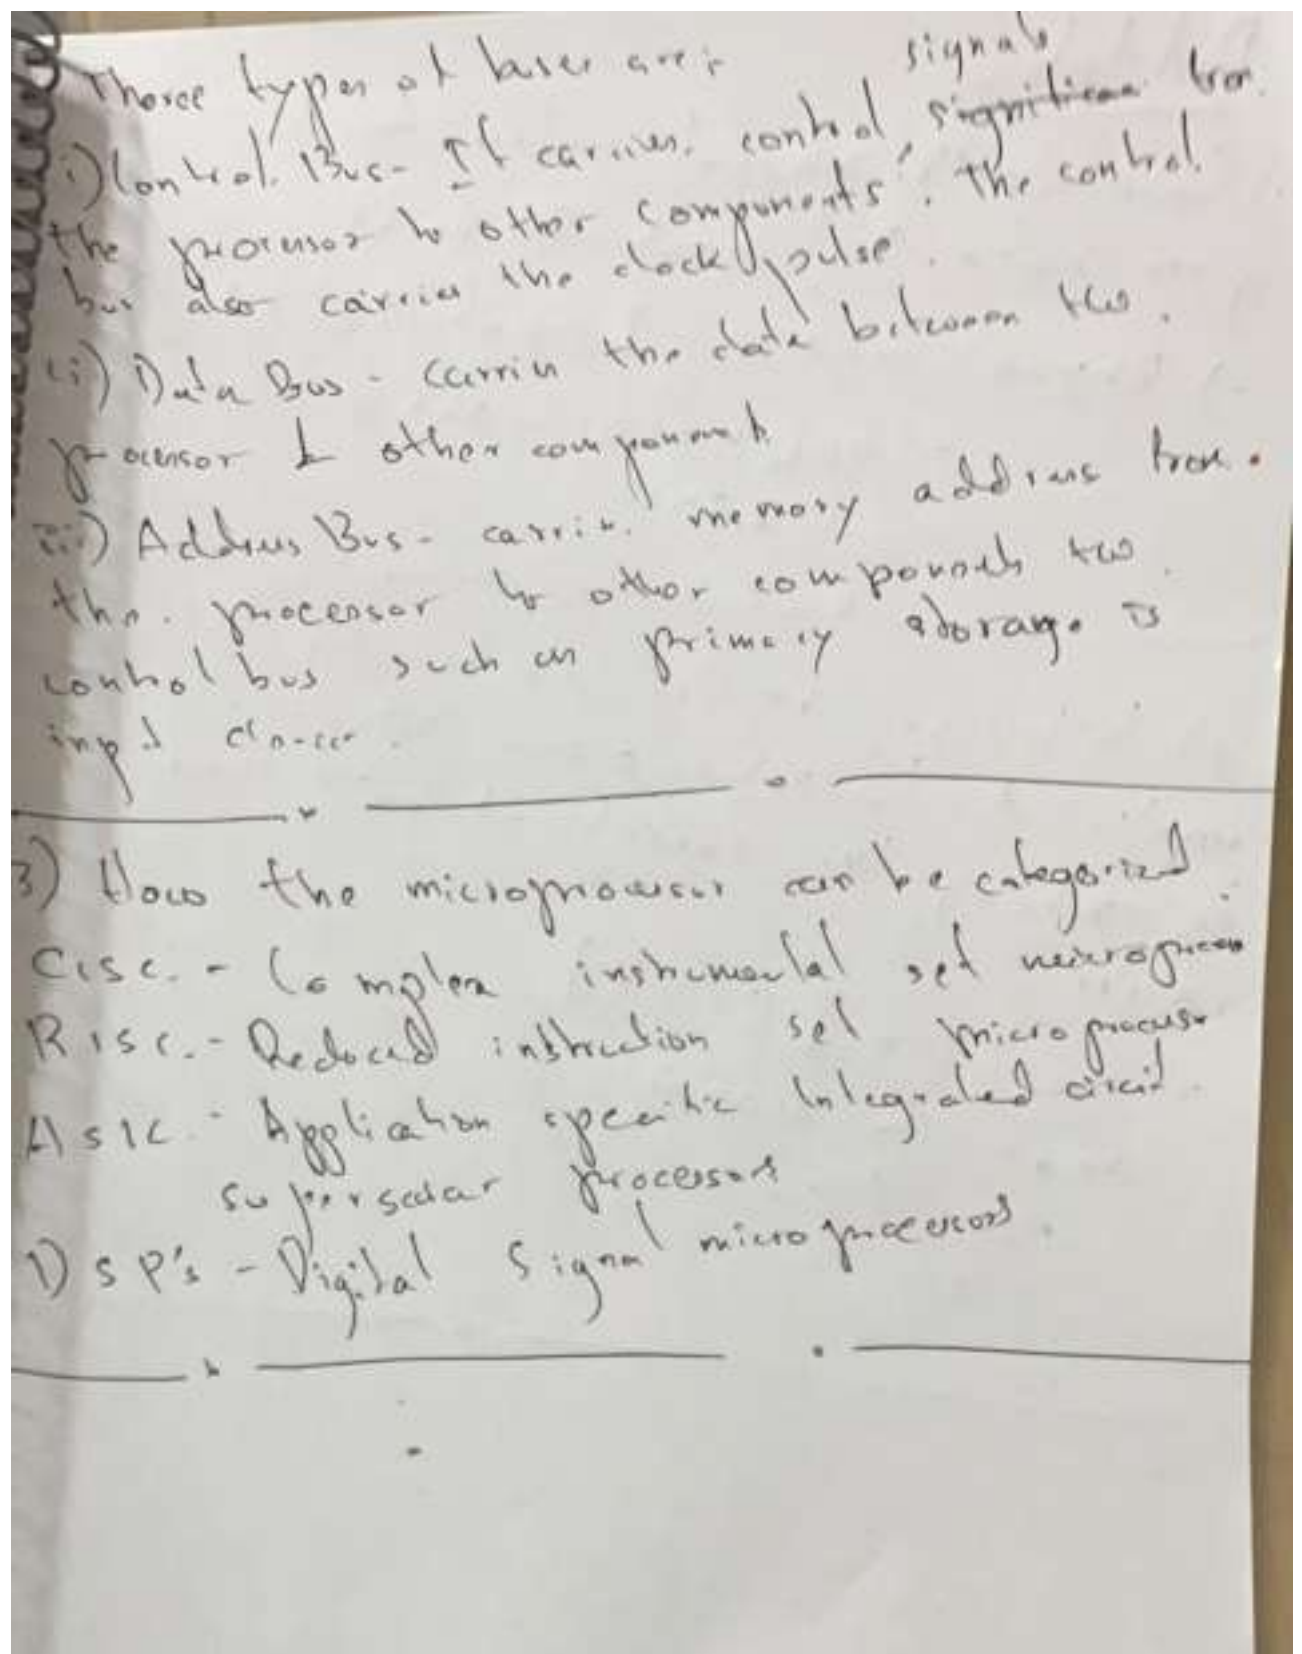 Three types of buses are :-
i) Control Bus - It carries control signals from
the processor to other components. The control
bus also carries the clock pulse.
ii) Data Bus - carries the data between the
processor & other component
iii) Address Bus - carries memory address from
the processor to other components
control bus such as primary storage
input
3) How the microprocessor can be categorized
CISC - Complex instrumental set microprocessor
RISC - Reduced instruction set microprocessor
ASIC - Application specific Integrated circuit
superscalar processors
DSP's - Digital Signal microprocessors